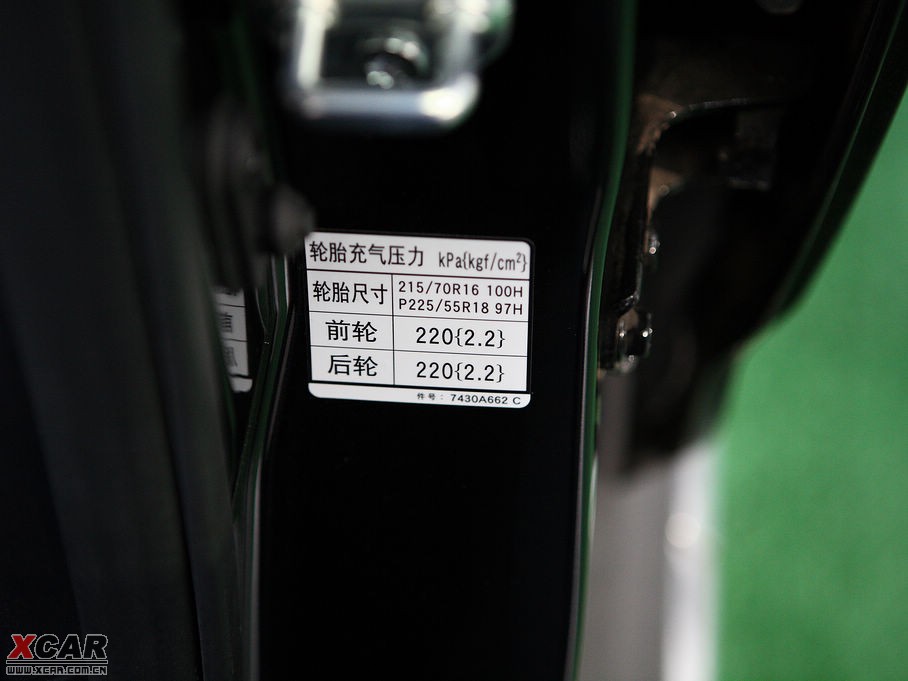 轮胎充气压力 kPa{kgf/cm²}
轮胎尺寸 215/70R16 100H
P225/55R18 97H
前轮 220{2.2}
后轮 220{2.2}
件号: 7430A662 C
XCAR
WWW.XCAR.COM.CN